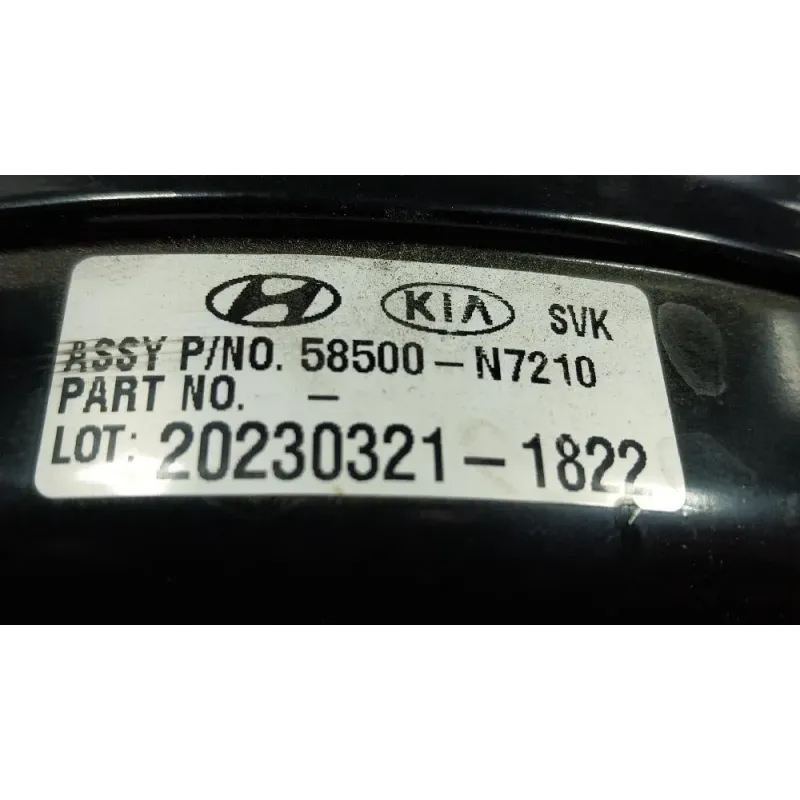 KIA SVK
ASSY P/NO. 58500-N7210
PART NO. -
LOT: 20230321-1822